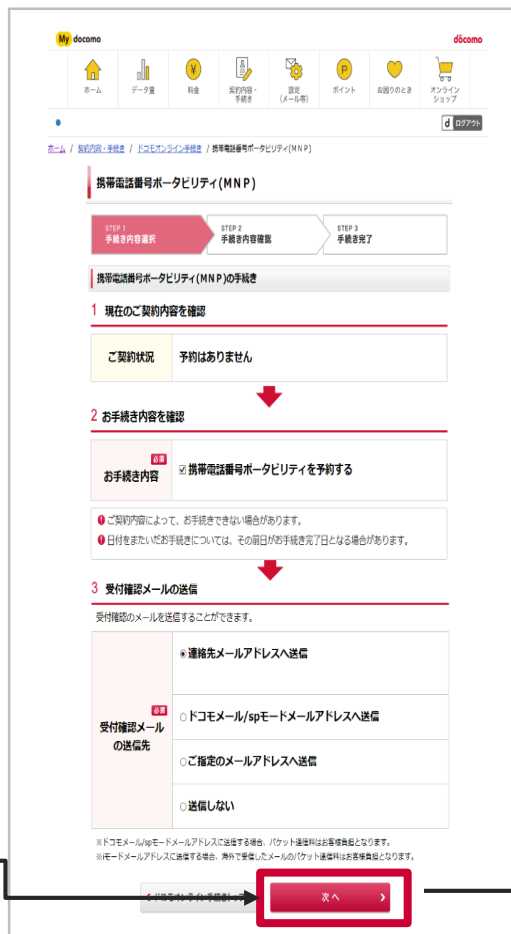 My docomo
döcomo
ホーム
データ量
料金
契約内容・
手続き
設定
(メール等)
ポイント
お困りのとき
オンライン
ショップ
d ログアウト
ホーム / 契約内容・手続き / ドコモオンライン手続き / 携帯電話番号ポータビリティ(MNP)
携帯電話番号ポータビリティ(MNP)
STEP 1
手続き内容選択
STEP 2
手続き内容確認
STEP 3
手続き完了
携帯電話番号ポータビリティ(MNP)の手続き
1 現在のご契約内容を確認
ご契約状況
予約はありません
2 お手続き内容を確認
必須
お手続き内容
携帯電話番号ポータビリティを予約する
ご契約内容によって、お手続きできない場合があります。
日付をまたいだお手続きについては、その前日がお手続き完了日となる場合があります。
3 受付確認メールの送信
受付確認のメールを送信することができます。
必須
受付確認メール
の送信先
連絡先メールアドレスへ送信
ドコモメール/spモードメールアドレスへ送信
ご指定のメールアドレスへ送信
送信しない
※ドコモメール/spモードメールアドレスに送信する場合、パケット通信料はお客様負担となります。
※iモードメールアドレスに送信する場合、海外で受信したメールのパケット通信料はお客様負担となります。
ドコモオンライン手続きトップ
次へ